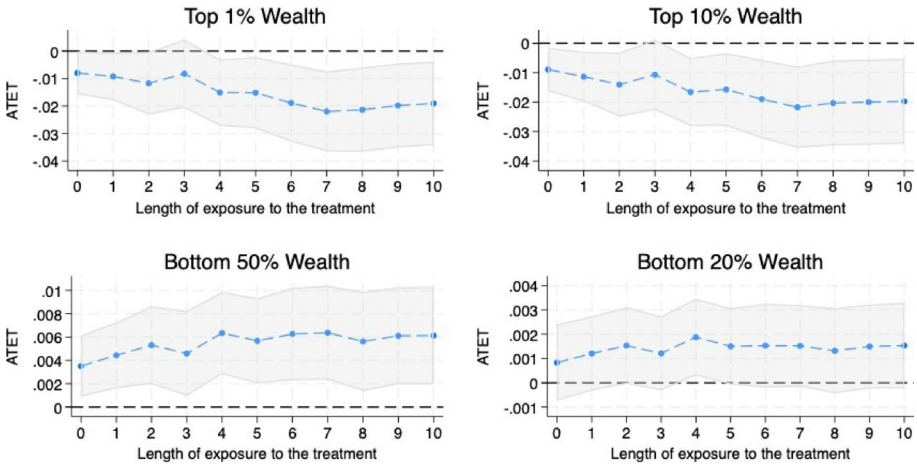 Top 1% Wealth
ATET
0
-.01
-.02
-.03
-.04
0 1 2 3 4 5 6 7 8 9 10
Length of exposure to the treatment
Top 10% Wealth
ATET
0
-.01
-.02
-.03
-.04
0 1 2 3 4 5 6 7 8 9 10
Length of exposure to the treatment
Bottom 50% Wealth
ATET
.01
.008
.006
.004
.002
0
0 1 2 3 4 5 6 7 8 9 10
Length of exposure to the treatment
Bottom 20% Wealth
ATET
.004
.003
.002
.001
0
-.001
0 1 2 3 4 5 6 7 8 9 10
Length of exposure to the treatment